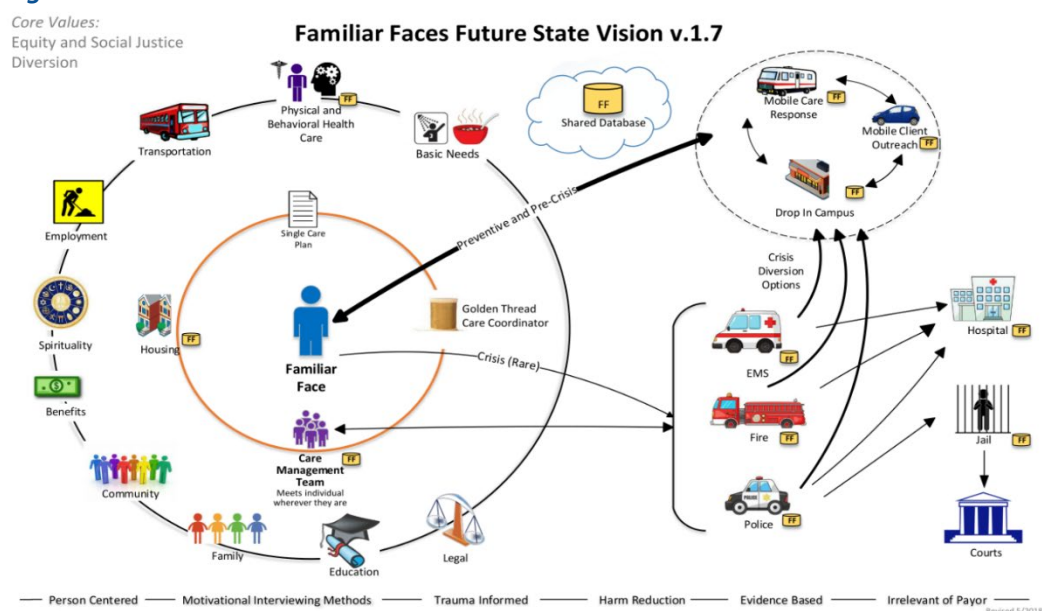 Core Values:
Equity and Social Justice
Diversion
Familiar Faces Future State Vision v.1.7
Physical and
Behavioral Health
Care
FF
Transportation
Basic Needs
FF
Shared Database
Mobile Care
Response
FF
Mobile Client
Outreach
FF
Drop In Campus
FF
Preventive and Pre-Crisis
Employment
Single Care
Plan
Crisis
Diversion
Options
Spirituality
Housing
FF
Familiar
Face
Golden Thread
Care Coordinator
Crisis (Rare)
EMS
FF
Hospital
FF
Benefits
Fire
FF
Jail
FF
Care
Management
Team
FF
Meets individual
wherever they are
Community
POLICE
Police
FF
Courts
Family
Education
Legal
Person Centered
Motivational Interviewing Methods
Trauma Informed
Harm Reduction
Evidence Based
Irrelevant of Payor